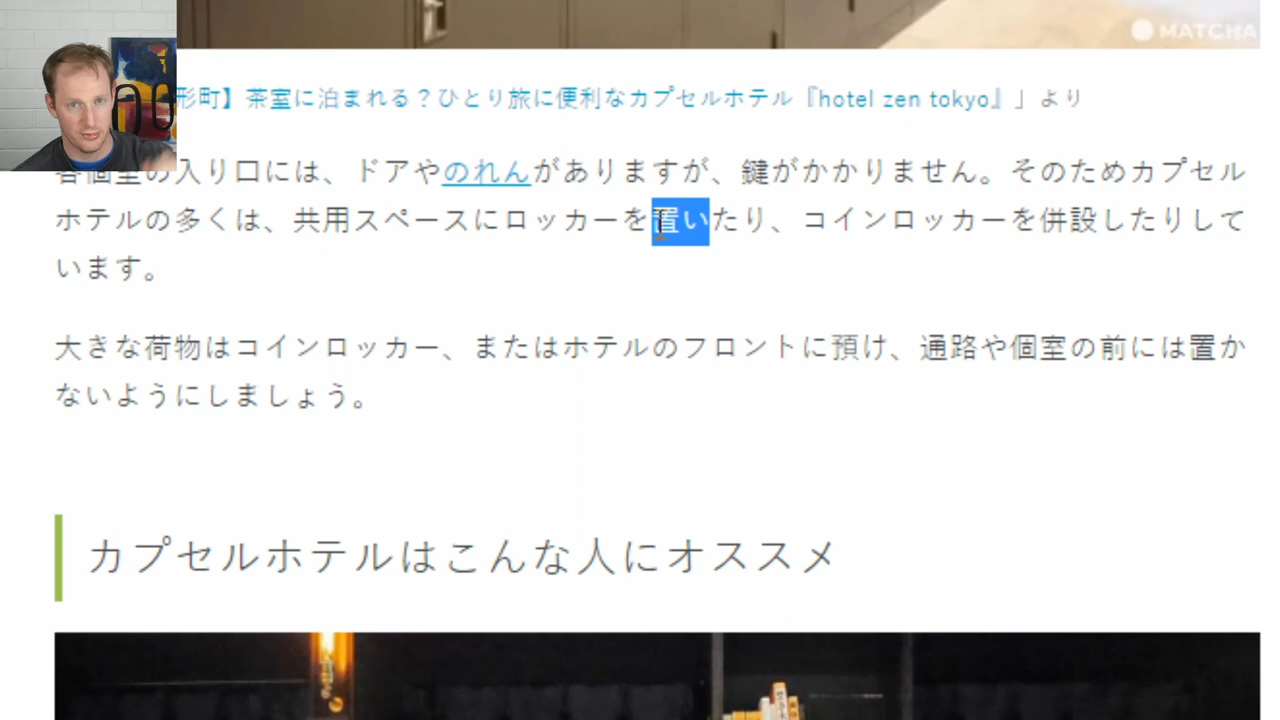 MATCHA
形町】茶室に泊まれる?ひとり旅に便利なカプセルホテル『hotel zen tokyo』」より
各個室の入り口には、ドアやのれんがありますが、鍵がかかりません。そのためカプセル
ホテルの多くは、共用スペースにロッカーを置いたり、コインロッカーを併設したりして
います。
大きな荷物はコインロッカー、またはホテルのフロントに預け、通路や個室の前には置か
ないようにしましょう。
カプセルホテルはこんな人にオススメ